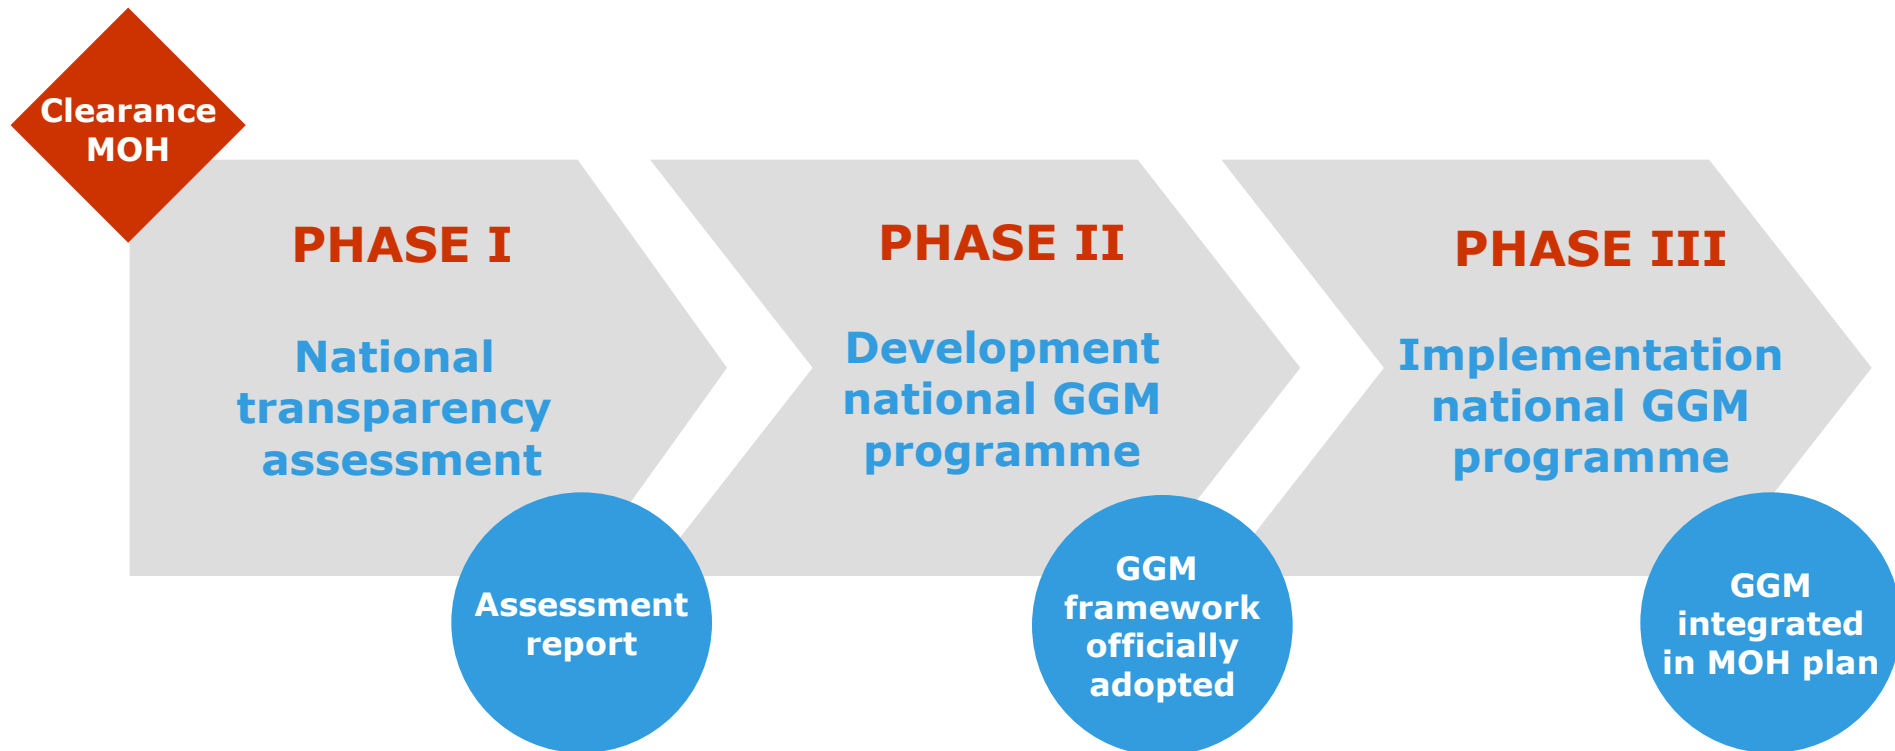 Clearance
MOH
PHASE I
National
transparency
assessment
Assessment
report
PHASE II
Development
national GGM
programme
GGM
framework
officially
adopted
PHASE III
Implementation
national GGM
programme
GGM
integrated
in MOH plan